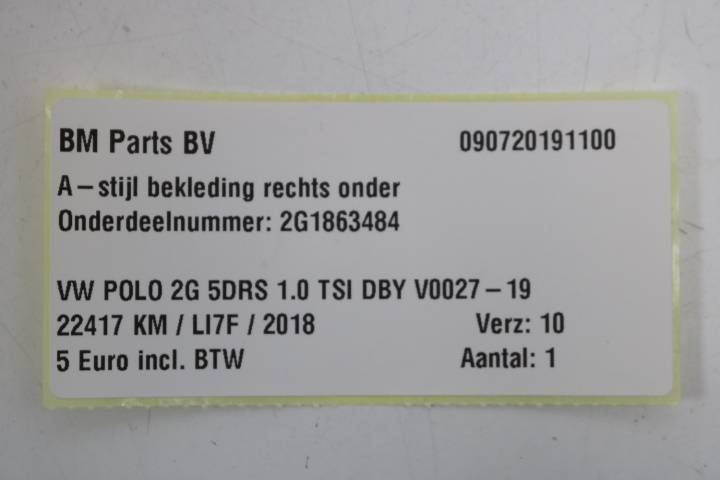 BM Parts BV 090720191100
A-stijl bekleding rechts onder
Onderdeelnummer: 2G1863484
VW POLO 2G 5DRS 1.0 TSI DBY V0027-19
22417 KM / LI7F / 2018 Verz: 10
5 Euro incl. BTW Aantal: 1